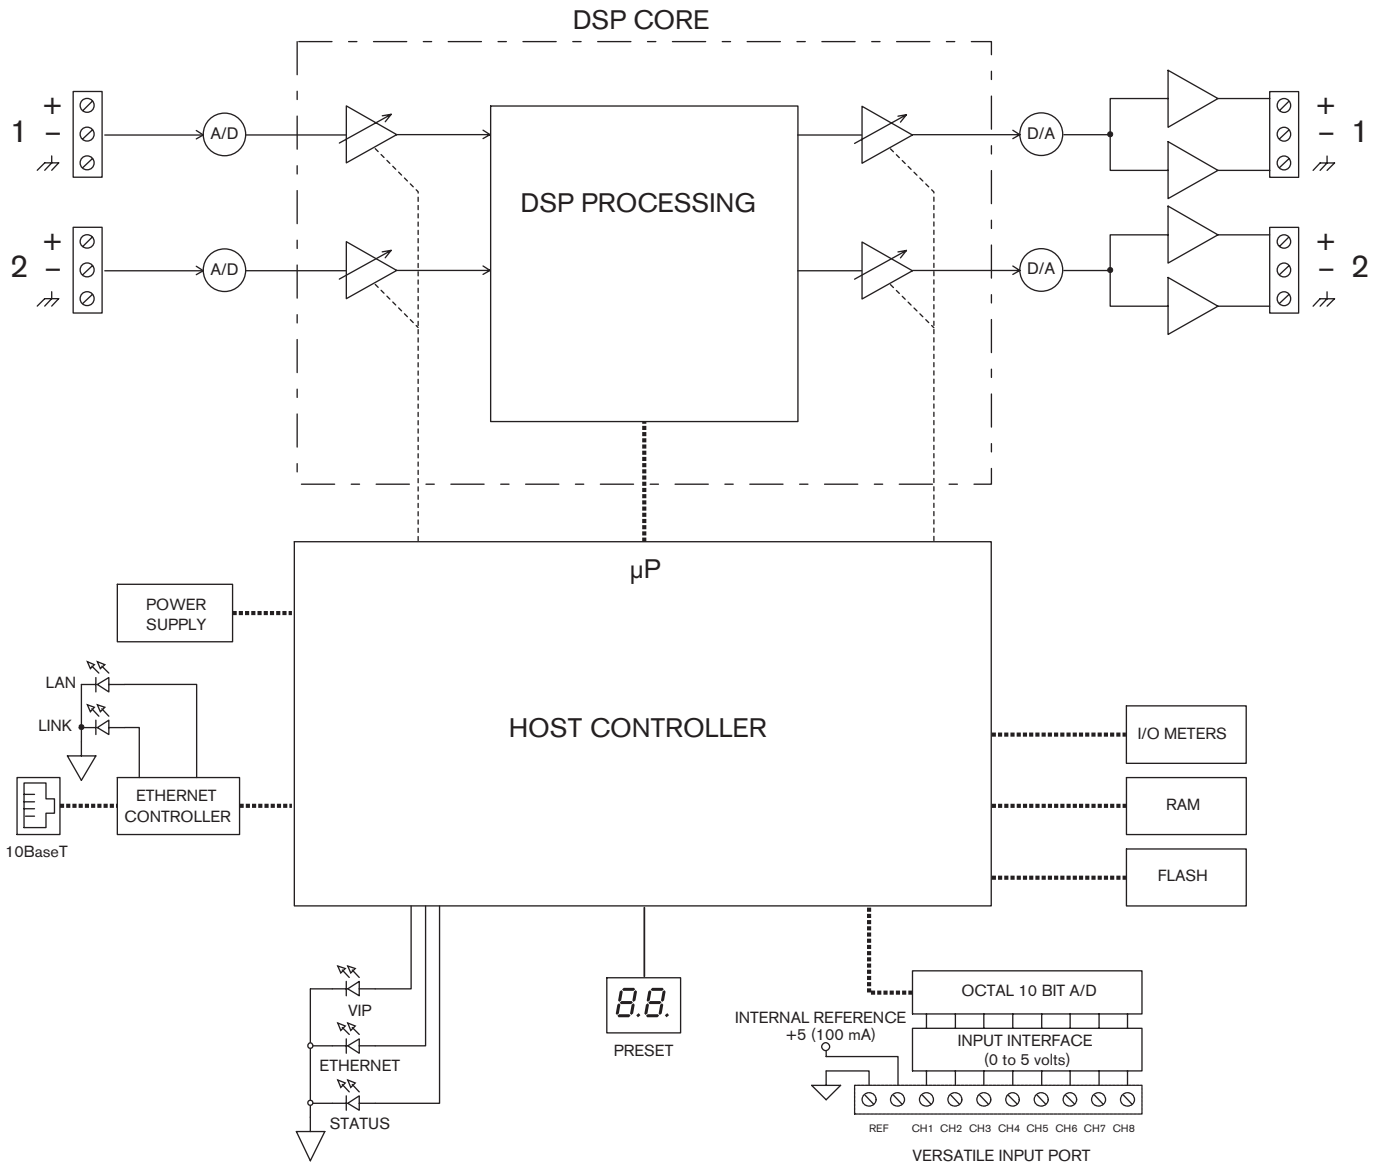 DSP CORE
+
1 −
A/D
D/A
+
− 1
DSP PROCESSING
+
2 −
A/D
D/A
+
− 2
µP
POWER
SUPPLY
LAN
LINK
HOST CONTROLLER
I/O METERS
ETHERNET
CONTROLLER
RAM
10BaseT
FLASH
VIP
ETHERNET
STATUS
8.8.
PRESET
OCTAL 10 BIT A/D
INTERNAL REFERENCE
+5 (100 mA)
INPUT INTERFACE
(0 to 5 volts)
REF CH1 CH2 CH3 CH4 CH5 CH6 CH7 CH8
VERSATILE INPUT PORT